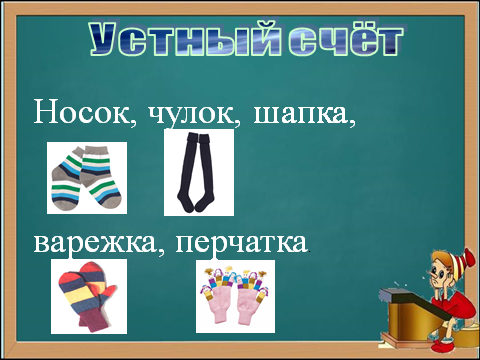 Устный счёт
Носок, чулок, шапка,
варежка, перчатка.